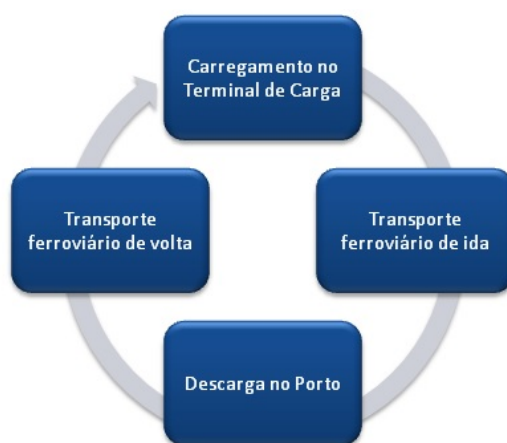 Carregamento no
Terminal de Carga
Transporte
ferroviário de ida
Descarga no Porto
Transporte
ferroviário de volta